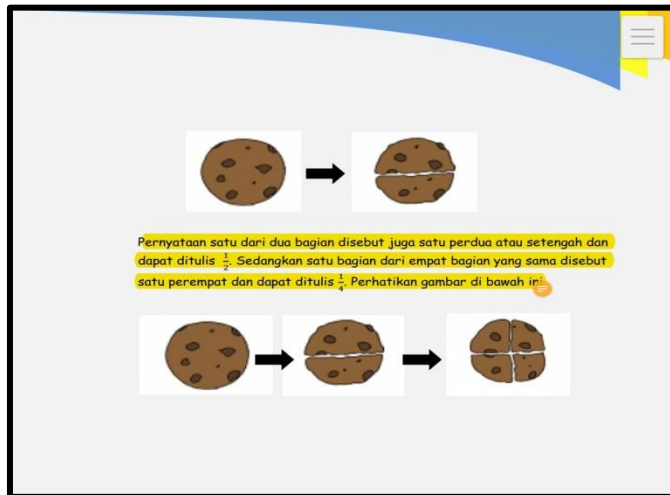 Pernyataan satu dari dua bagian disebut juga satu perdua atau setengah dan
dapat ditulis 1/2. Sedangkan satu bagian dari empat bagian yang sama disebut
satu perempat dan dapat ditulis 1/4. Perhatikan gambar di bawah ini